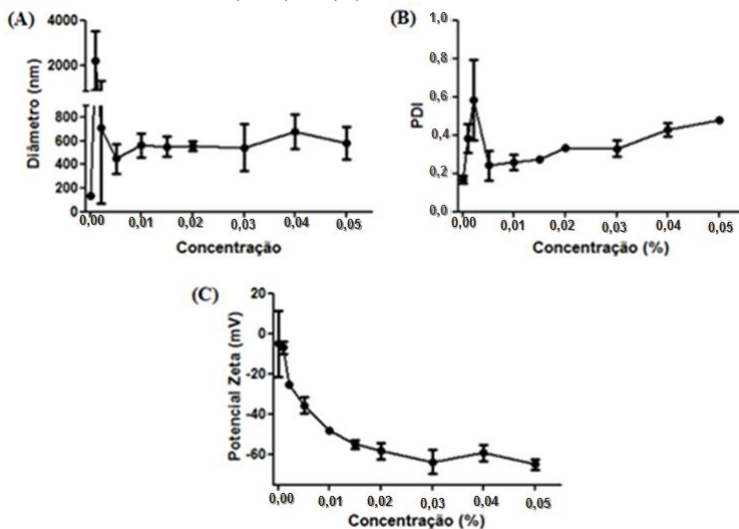 (A)
Diâmetro (nm)
4000
2000
800
600
400
200
0
0,00 0,01 0,02 0,03 0,04 0,05
Concentração
(B)
PDI
1,0
0,8
0,6
0,4
0,2
0,0
0,00 0,01 0,02 0,03 0,04 0,05
Concentração (%)
(C)
Potencial Zeta (mV)
20
0
-20
-40
-60
0,00 0,01 0,02 0,03 0,04 0,05
Concentração (%)